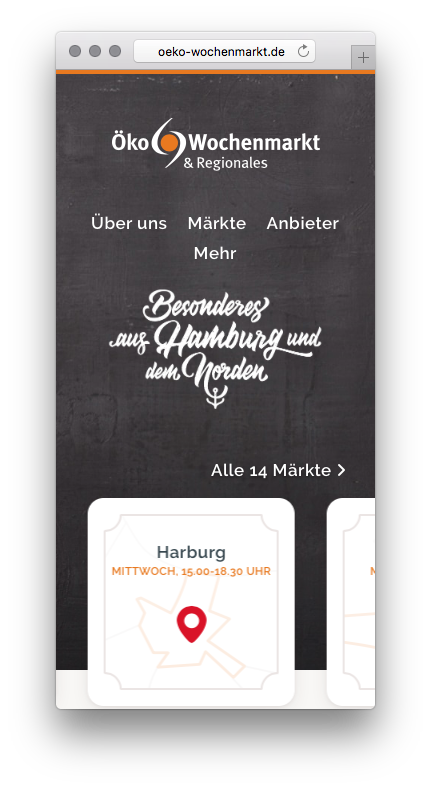 oeko-wochenmarkt.de
Öko Wochenmarkt
& Regionales
Über uns Märkte Anbieter
Mehr
Besonderes
aus Hamburg und
dem Norden
Alle 14 Märkte
Harburg
MITTWOCH, 15.00-18.30 UHR